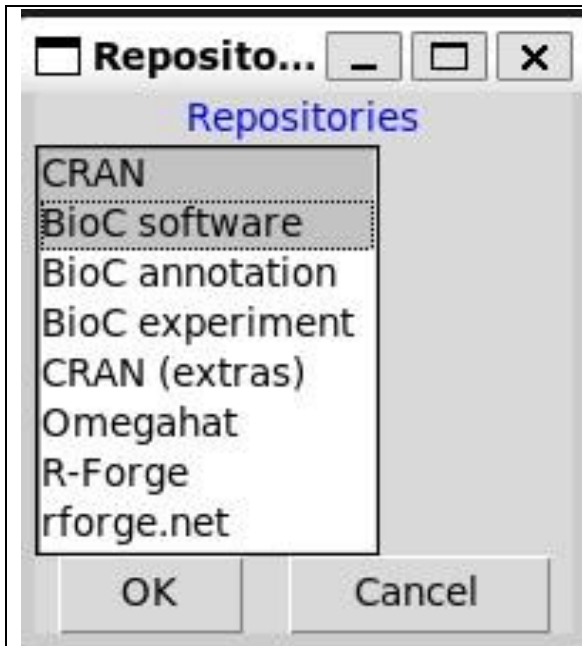 Reposito...
Repositories
CRAN
BioC software
BioC annotation
BioC experiment
CRAN (extras)
Omegahat
R-Forge
rforge.net
OK Cancel